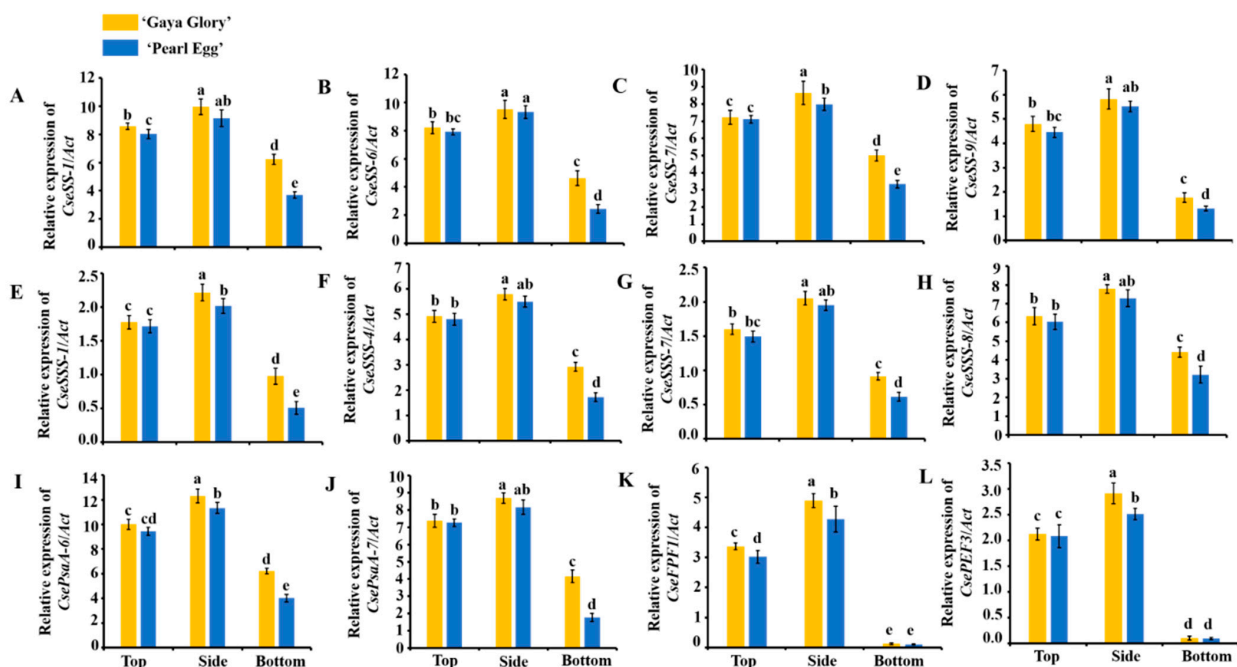 ‘Gaya Glory’
‘Pearl Egg’
A
Relative expression of
CseSS-1/Act
12
10
8
6
4
2
0
b
c
a
ab
d
e
B
Relative expression of
CseSS-6/Act
12
10
8
6
4
2
0
b
bc
a
a
c
d
C
Relative expression of
CseSS-7/Act
10
9
8
7
6
5
4
3
2
1
0
c
c
a
b
d
e
D
Relative expression of
CseSS-9/Act
7
6
5
4
3
2
1
0
b
bc
a
ab
c
d
E
Relative expression of
CseSSS-1/Act
2.5
2.0
1.5
1.0
0.5
0.0
c
c
a
b
d
e
F
Relative expression of
CseSSS-4/Act
7
6
5
4
3
2
1
0
b
b
a
ab
c
d
G
Relative expression of
CseSSS-7/Act
2.5
2.0
1.5
1.0
0.5
0.0
b
bc
a
ab
c
d
H
Relative expression of
CseSSS-8/Act
9
8
7
6
5
4
3
2
1
0
b
b
a
ab
c
d
I
Relative expression of
CsePsaA-6/Act
14
12
10
8
6
4
2
0
c
cd
a
b
d
e
Top
Side
Bottom
J
Relative expression of
CsePsaA-7/Act
10
9
8
7
6
5
4
3
2
1
0
b
b
a
ab
c
d
Top
Side
Bottom
K
Relative expression of
CseFPF1/Act
6
5
4
3
2
1
0
c
d
a
b
e
e
Top
Side
Bottom
L
Relative expression of
CsePEF3/Act
3.5
3.0
2.5
2.0
1.5
1.0
0.5
0.0
c
c
a
b
d
d
Top
Side
Bottom